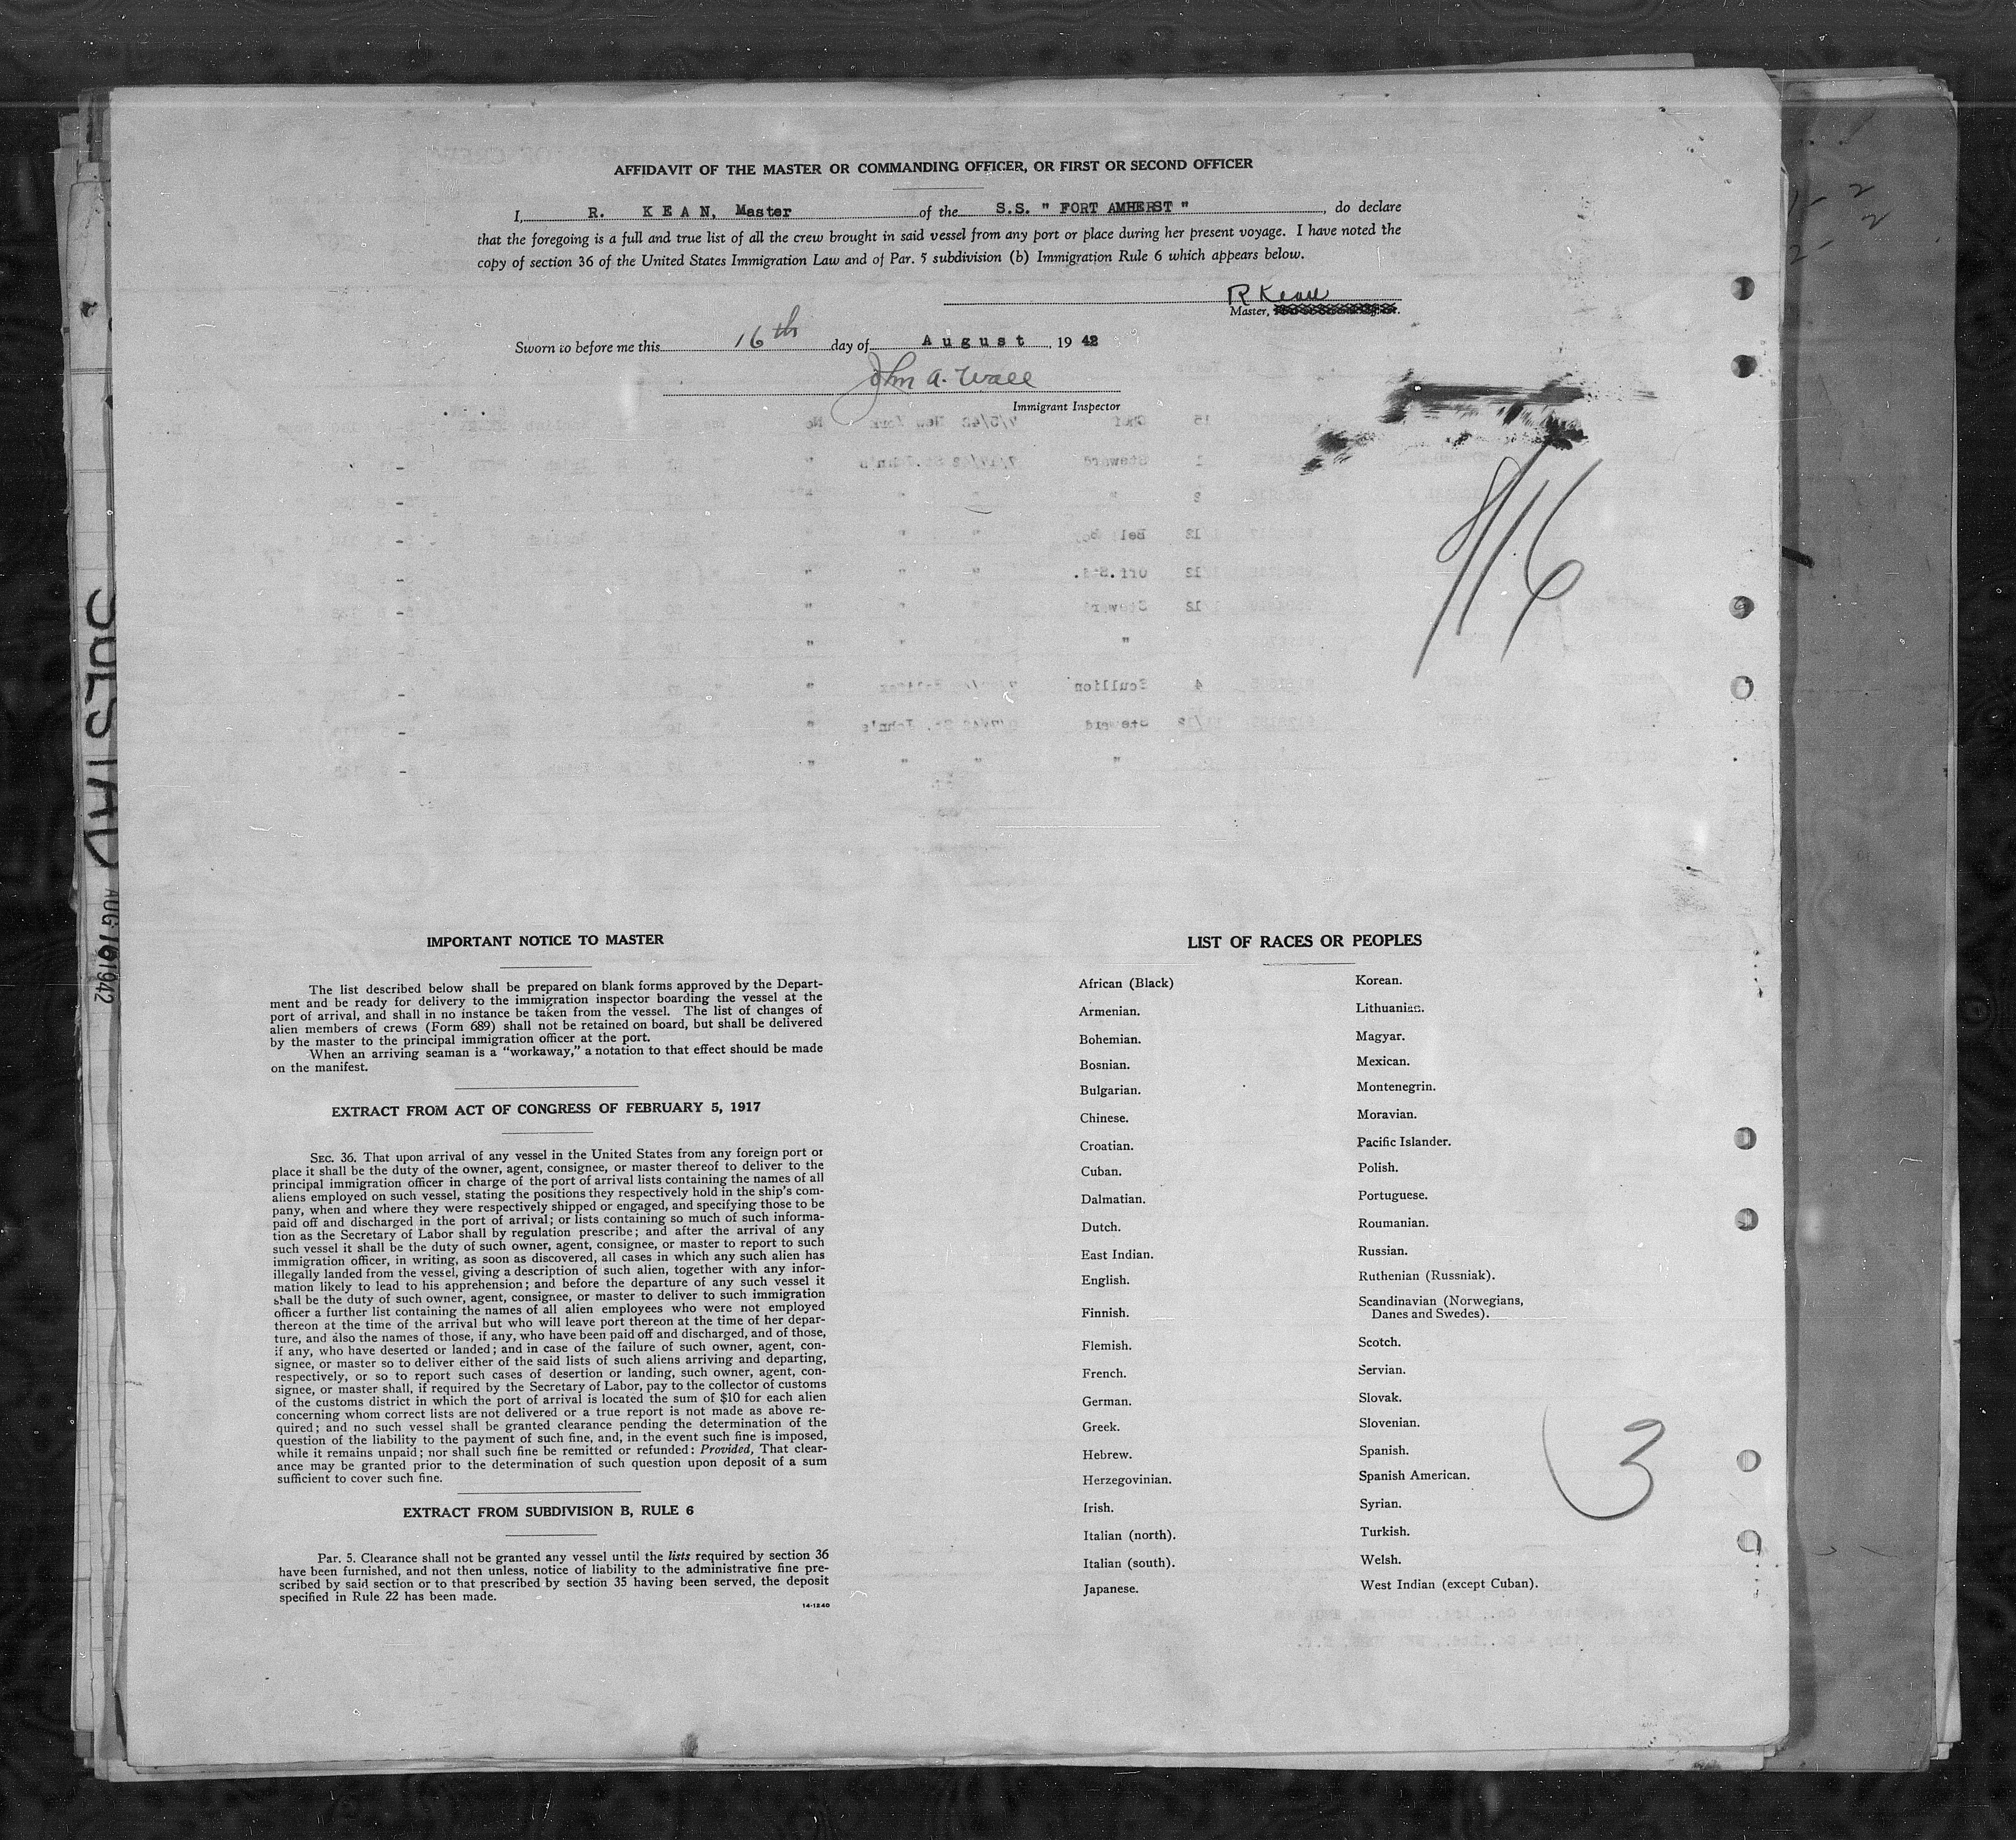 AFFIDAVIT OF THE MASTER OR COMMANDING OFFICER, OR FIRST OR SECOND OFFICER
I, R. KEAN, Master of the S.S. " FORT AMHERST ", do declare
that the foregoing is a full and true list of all the crew brought in said vessel from any port or place during her present voyage. I have noted the
copy of section 36 of the United States Immigration Law and of Par. 5 subdivision (b) Immigration Rule 6 which appears below.
R Kean
Master,
Sworn to before me this 16th day of August, 1942
John A. Wall
Immigrant Inspector
8/16
SOLSTAD
AUG 16 1942
IMPORTANT NOTICE TO MASTER
The list described below shall be prepared on blank forms approved by the Depart-
ment and be ready for delivery to the immigration inspector boarding the vessel at the
port of arrival, and shall in no instance be taken from the vessel. The list of changes of
alien members of crews (Form 689) shall not be retained on board, but shall be delivered
by the master to the principal immigration officer at the port.
When an arriving seaman is a "workaway," a notation to that effect should be made
on the manifest.
EXTRACT FROM ACT OF CONGRESS OF FEBRUARY 5, 1917
SEC. 36. That upon arrival of any vessel in the United States from any foreign port or
place it shall be the duty of the owner, agent, consignee, or master thereof to deliver to the
principal immigration officer in charge of the port of arrival lists containing the names of all
aliens employed on such vessel, stating the positions they respectively hold in the ship's com-
pany, when and where they were respectively shipped or engaged, and specifying those to be
paid off and discharged in the port of arrival; or lists containing so much of such informa-
tion as the Secretary of Labor shall by regulation prescribe; and after the arrival of any
such vessel it shall be the duty of such owner, agent, consignee, or master to report to such
immigration officer, in writing, as soon as discovered, all cases in which any such alien has
illegally landed from the vessel, giving a description of such alien, together with any infor-
mation likely to lead to his apprehension; and before the departure of any such vessel it
shall be the duty of such owner, agent, consignee, or master to deliver to such immigration
officer a further list containing the names of all alien employees who were not employed
thereon at the time of the arrival but who will leave port thereon at the time of her depar-
ture, and also the names of those, if any, who have been paid off and discharged, and of those,
if any, who have deserted or landed; and in case of the failure of such owner, agent, con-
signee, or master so to deliver either of the said lists of such aliens arriving and departing,
respectively, or so to report such cases of desertion or landing, such owner, agent, con-
signee, or master shall, if required by the Secretary of Labor, pay to the collector of customs
of the customs district in which the port of arrival is located the sum of $10 for each alien
concerning whom correct lists are not delivered or a true report is not made as above re-
quired; and no such vessel shall be granted clearance pending the determination of the
question of the liability to the payment of such fine, and, in the event such fine is imposed,
while it remains unpaid; nor shall such fine be remitted or refunded: Provided, That clear-
ance may be granted prior to the determination of such question upon deposit of a sum
sufficient to cover such fine.
EXTRACT FROM SUBDIVISION B, RULE 6
Par. 5. Clearance shall not be granted any vessel until the lists required by section 36
have been furnished, and not then unless, notice of liability to the administrative fine pre-
scribed by said section or to that prescribed by section 35 having been served, the deposit
specified in Rule 22 has been made.
14-1240
LIST OF RACES OR PEOPLES
African (Black)
Armenian.
Bohemian.
Bosnian.
Bulgarian.
Chinese.
Croatian.
Cuban.
Dalmatian.
Dutch.
East Indian.
English.
Finnish.
Flemish.
French.
German.
Greek.
Hebrew.
Herzegovinian.
Irish.
Italian (north).
Italian (south).
Japanese.
Korean.
Lithuanian.
Magyar.
Mexican.
Montenegrin.
Moravian.
Pacific Islander.
Polish.
Portuguese.
Roumanian.
Russian.
Ruthenian (Russniak).
Scandinavian (Norwegians,
Danes and Swedes).
Scotch.
Servian.
Slovak.
Slovenian.
Spanish.
Spanish American.
Syrian.
Turkish.
Welsh.
West Indian (except Cuban).
3